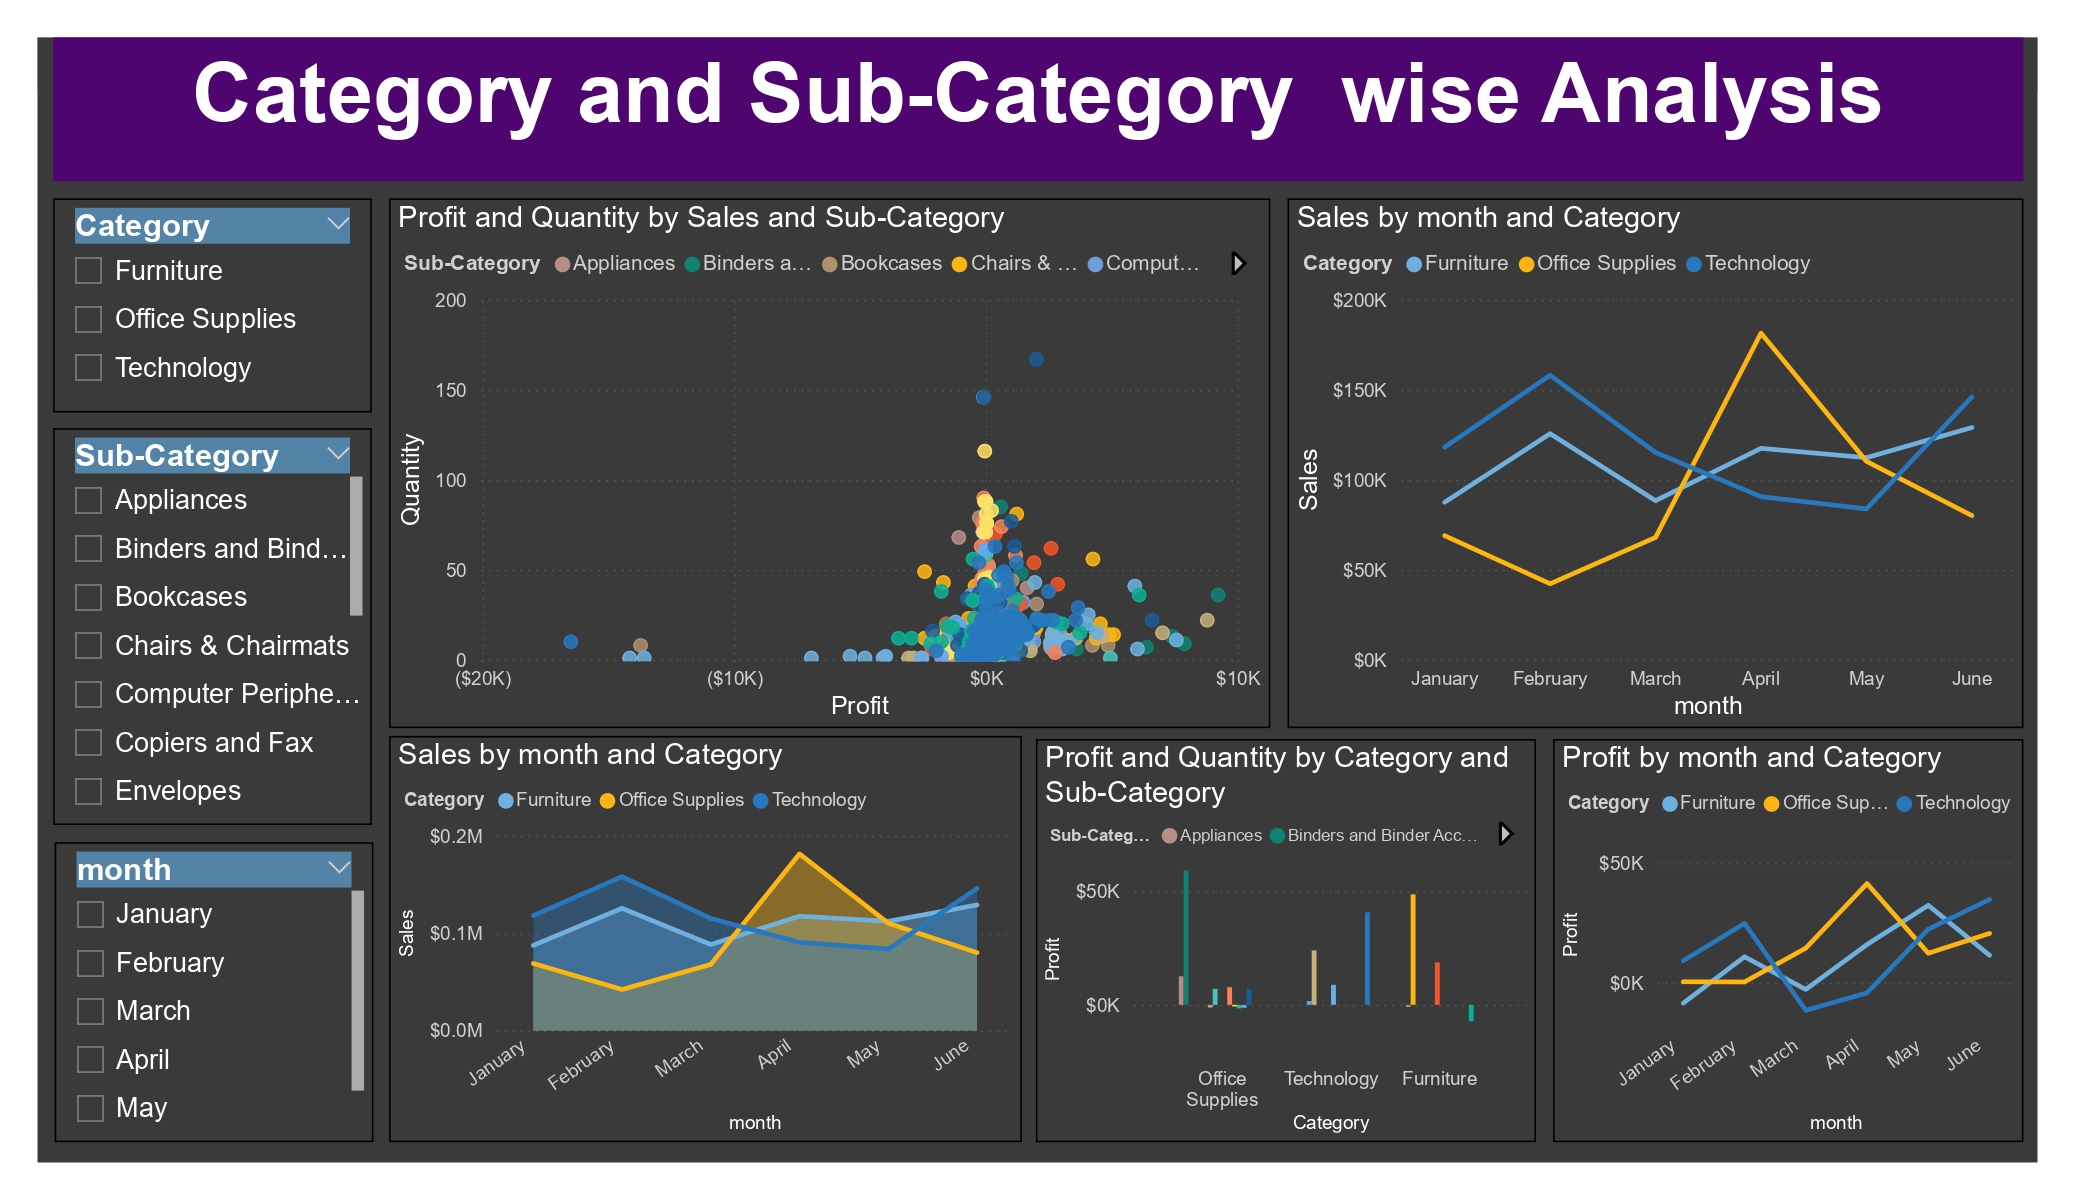 Category and Sub-Category  wise Analysis
Category
Furniture
Office Supplies
Technology
Sub-Category
Appliances
Binders and Bind…
Bookcases
Chairs & Chairmats
Computer Periphe…
Copiers and Fax
Envelopes
month
January
February
March
April
May
Profit and Quantity by Sales and Sub-Category
Sub-Category Appliances Binders a… Bookcases Chairs & … Comput…
200
150
100
50
0
Quantity
($20K) ($10K) $0K $10K
Profit
Sales by month and Category
Category Furniture Office Supplies Technology
$200K
$150K
$100K
$50K
$0K
Sales
January February March April May June
month
Sales by month and Category
Category Furniture Office Supplies Technology
$0.2M
$0.1M
$0.0M
Sales
January February March April May June
month
Profit and Quantity by Category and
Sub-Category
Sub-Categ… Appliances Binders and Binder Acc…
$50K
$0K
Profit
Office Technology Furniture
Supplies
Category
Profit by month and Category
Category Furniture Office Sup… Technology
$50K
$0K
Profit
January February March April May June
month